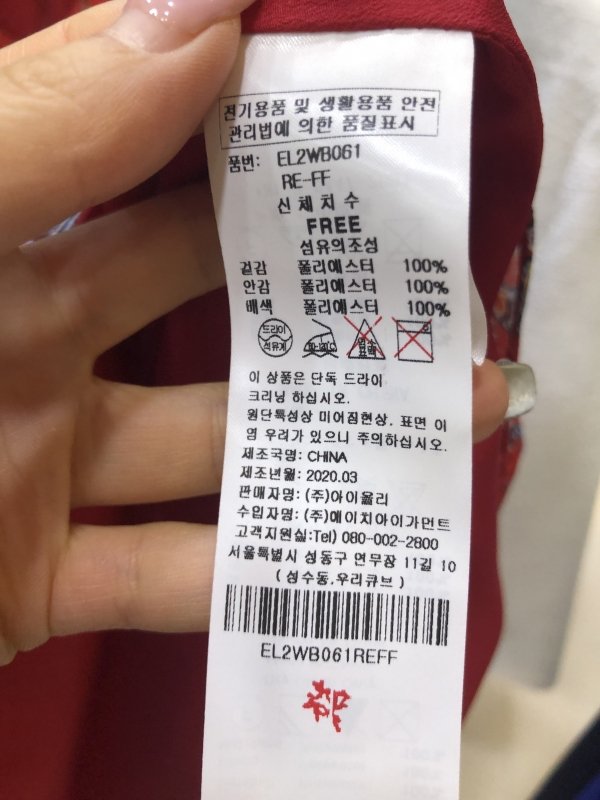 전기용품 및 생활용품 안전
관리법에 의한 품질표시
품번: EL2WB061
RE-FF
신체치수
FREE
섬유의조성
겉감 폴리에스터 100%
안감 폴리에스터 100%
배색 폴리에스터 100%
드라이
석유계
이 상품은 단독 드라이
크리닝 하십시오.
원단특성상 미어짐현상, 표면 이
염 우려가 있으니 주의하십시오.
제조국명: CHINA
제조년월: 2020.03
판매자명: (주)아이올리
수입자명: (주)에이치아이가먼트
고객지원실:Tel) 080-002-2800
서울특별시 성동구 연무장 11길 10
(성수동,우리큐브)
EL2WB061REFF